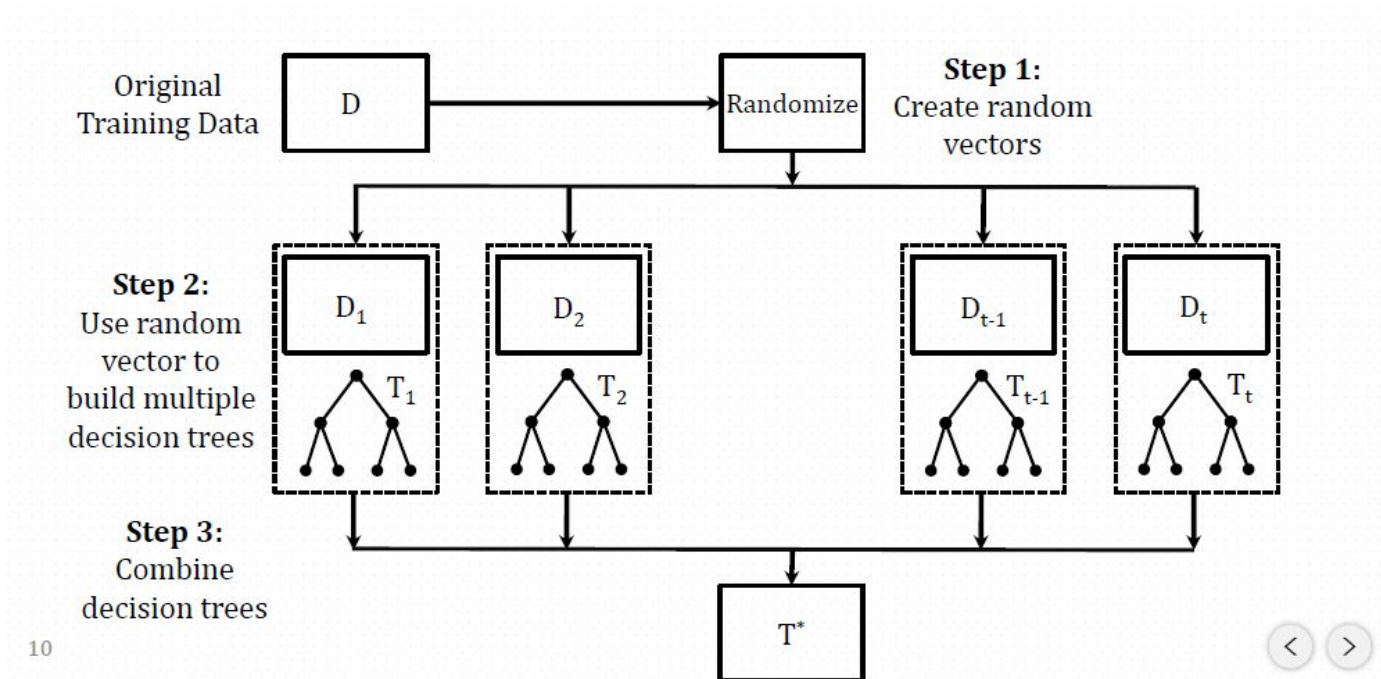 Original
Training Data
D
Randomize
Step 1:
Create random
vectors
Step 2:
Use random
vector to
build multiple
decision trees
D₁
D₂
Dₜ₋₁
Dₜ
T₁
T₂
Tₜ₋₁
Tₜ
Step 3:
Combine
decision trees
T*
10